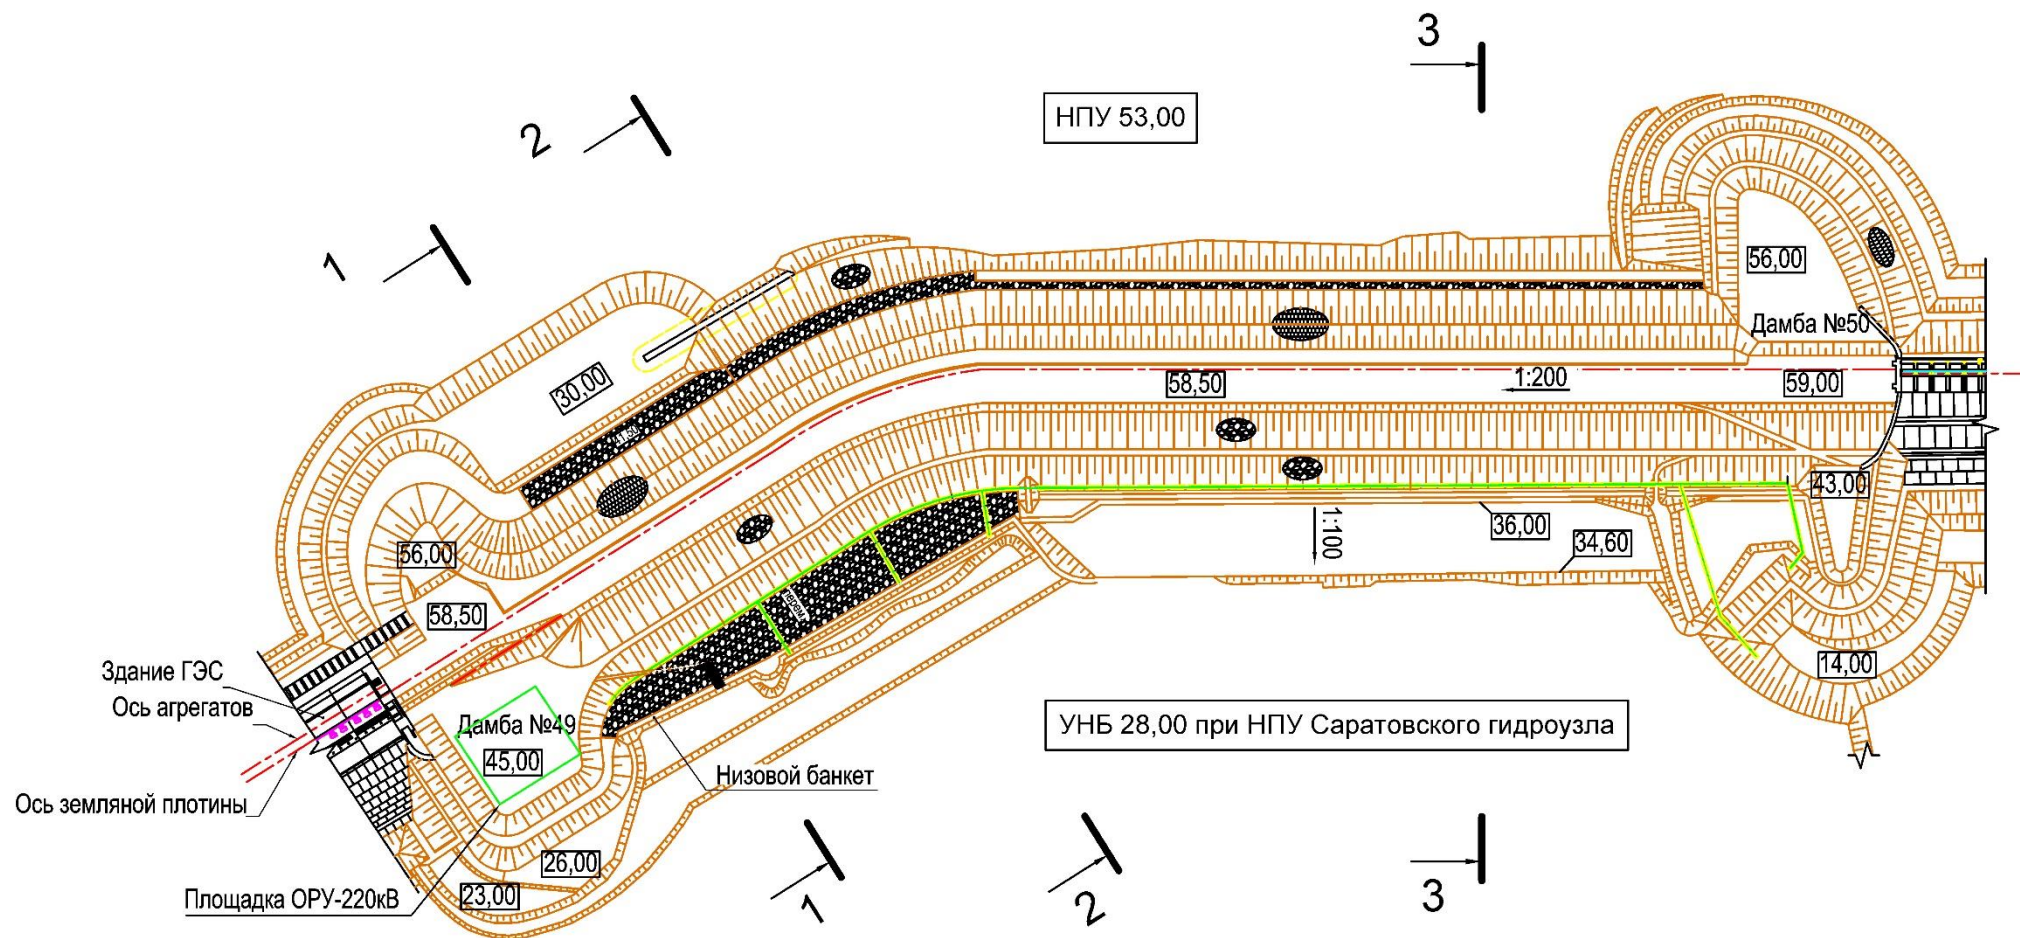 3
2
НПУ 53,00
1
56,00
Дамба №50
30,00
58,50
1:200
59,00
41,50
43,00
36,00
1:100
34,60
56,00
58,50
14,00
Здание ГЭС
Ось агрегатов
Дамба №49
45,00
УНБ 28,00 при НПУ Саратовского гидроузла
Низовой банкет
Ось земляной плотины
26,00
23,00
Площадка ОРУ-220кВ
1
2
3